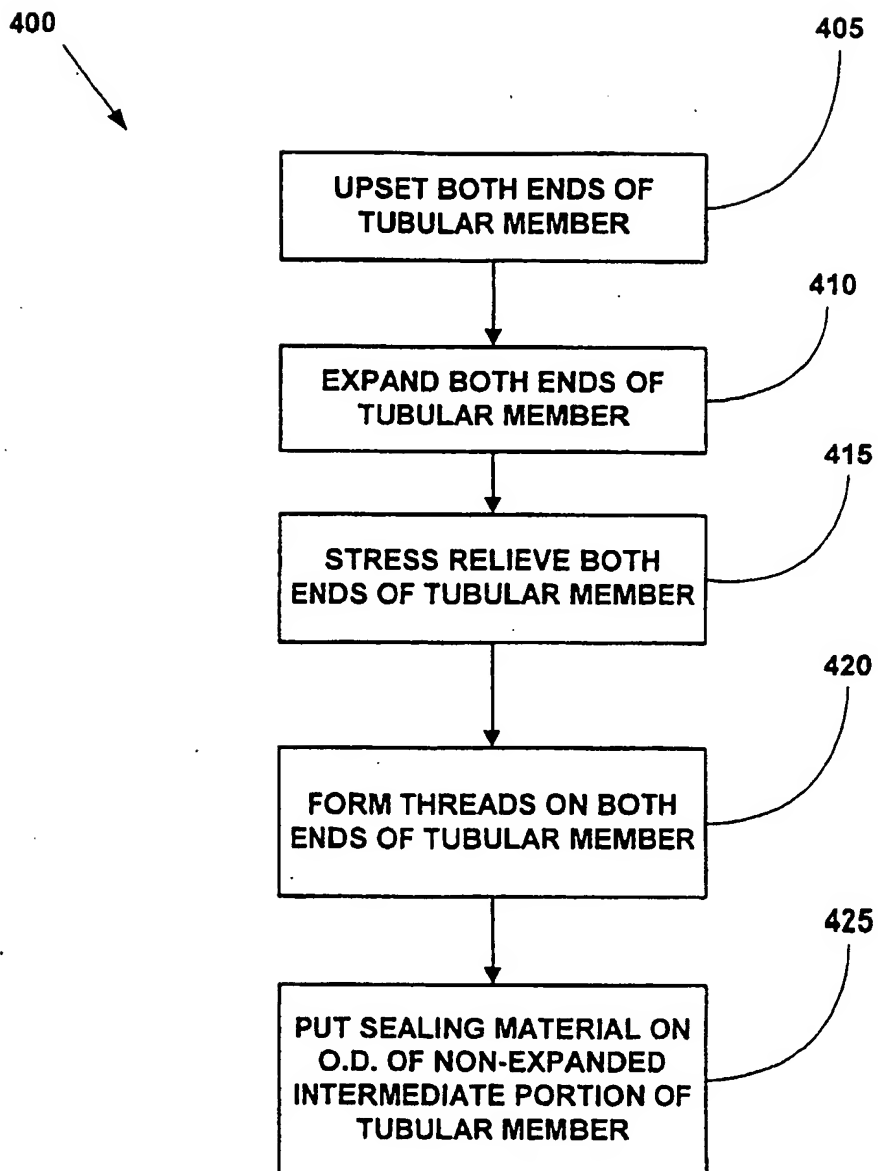 400
405
UPSET BOTH ENDS OF
TUBULAR MEMBER
410
EXPAND BOTH ENDS OF
TUBULAR MEMBER
415
STRESS RELIEVE BOTH
ENDS OF TUBULAR MEMBER
420
FORM THREADS ON BOTH
ENDS OF TUBULAR MEMBER
425
PUT SEALING MATERIAL ON
O.D. OF NON-EXPANDED
INTERMEDIATE PORTION OF
TUBULAR MEMBER